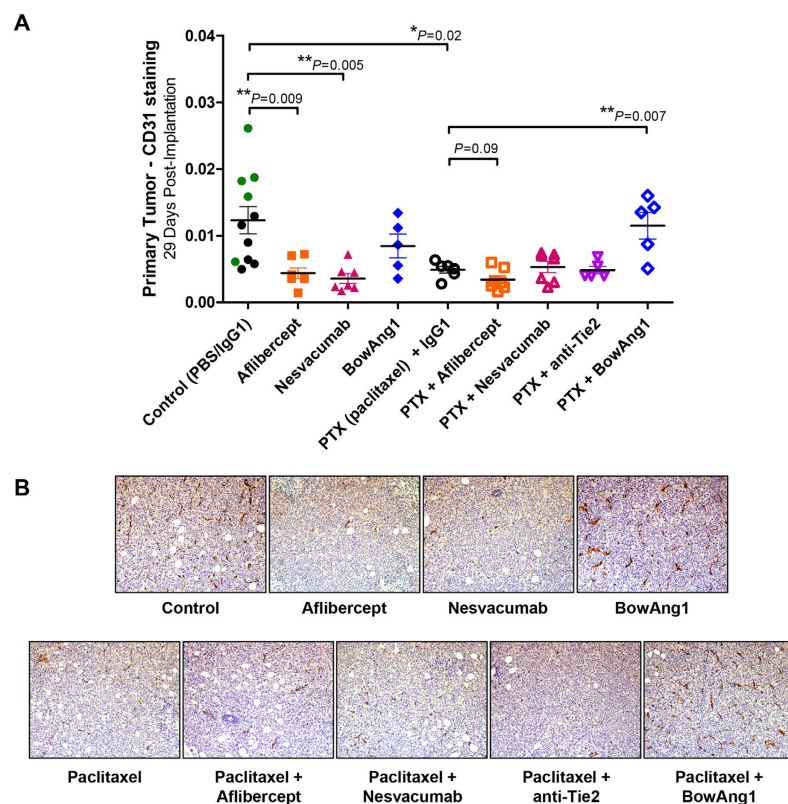 A
Primary Tumor - CD31 staining
29 Days Post-Implantation
0.04
0.03
0.02
0.01
0.00
*P=0.02
**P=0.005
**P=0.009
**P=0.007
P=0.09
Control (PBS/IgG1)
Aflibercept
Nesvacumab
BowAng1
PTX (paclitaxel) + IgG1
PTX + Aflibercept
PTX + Nesvacumab
PTX + anti-Tie2
PTX + BowAng1
B
Control
Aflibercept
Nesvacumab
BowAng1
Paclitaxel
Paclitaxel +
Aflibercept
Paclitaxel +
Nesvacumab
Paclitaxel +
anti-Tie2
Paclitaxel +
BowAng1